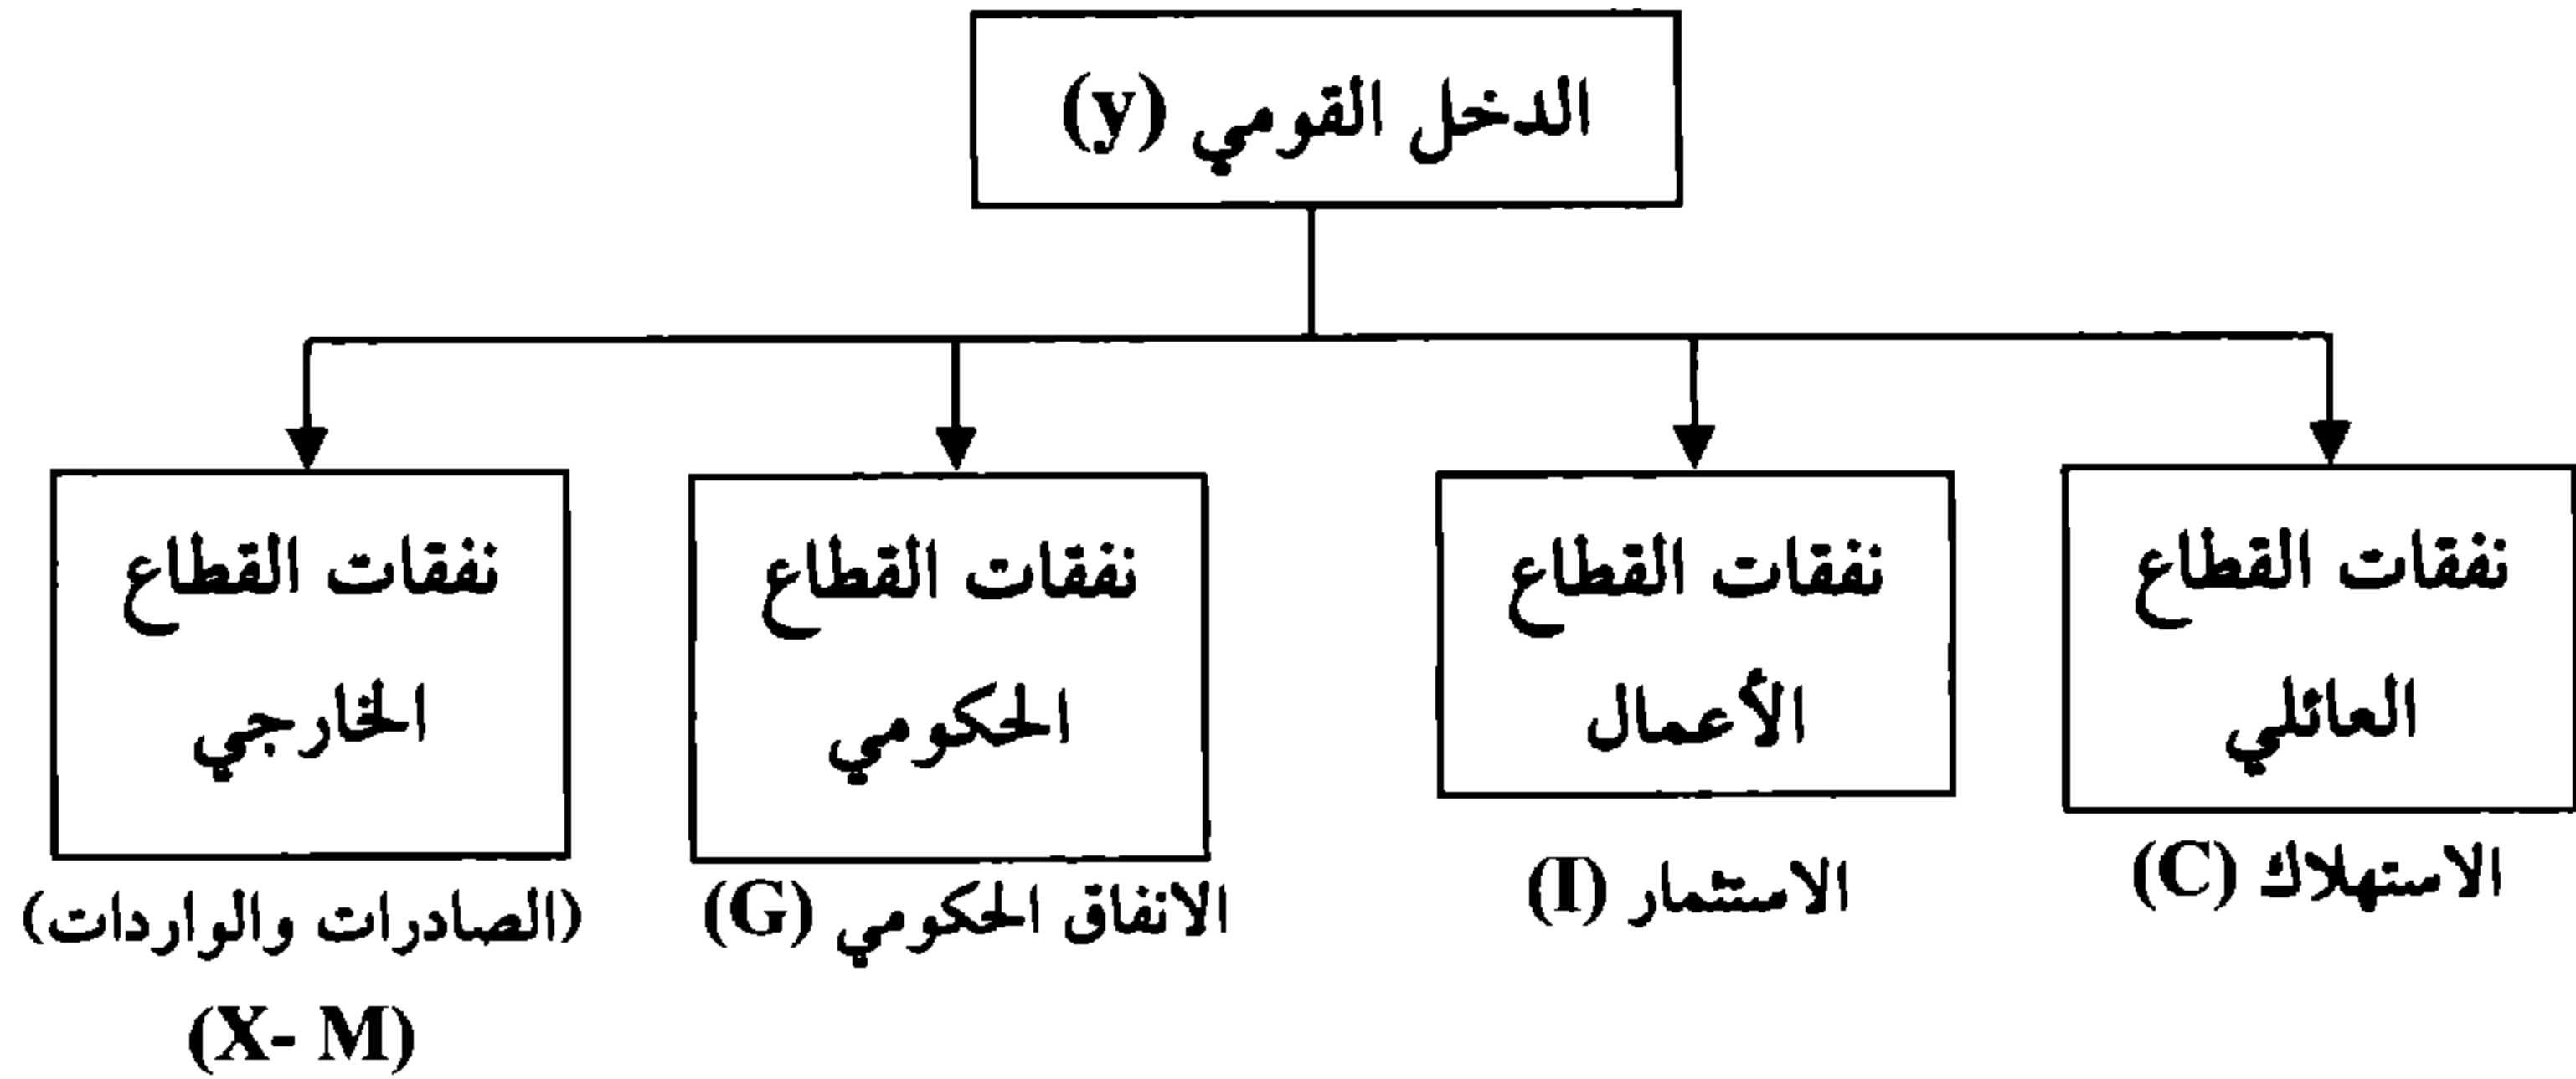 الدخل القومي (y)
نفقات القطاع
العائلي
الاستهلاك (C)
نفقات القطاع
الأعمال
الاستثمار (I)
نفقات القطاع
الحكومي
الانفاق الحكومي (G)
نفقات القطاع
الخارجي
(الصادرات والواردات)
(X- M)